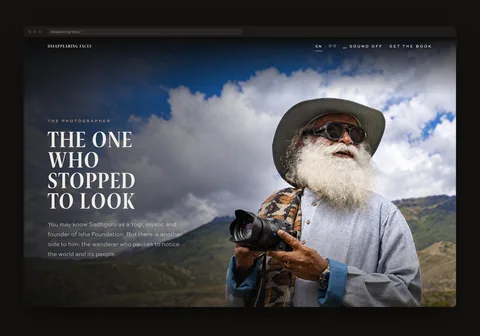 disappearing faces
DISAPPEARING FACES
EN
SOUND OFF
GET THE BOOK
THE PHOTOGRAPHER
THE ONE
WHO
STOPPED
TO LOOK
You may know Sadhguru as a Yogi, mystic and
founder of Isha Foundation. But there is another
side to him: the wanderer who pauses to notice
the world and its people.